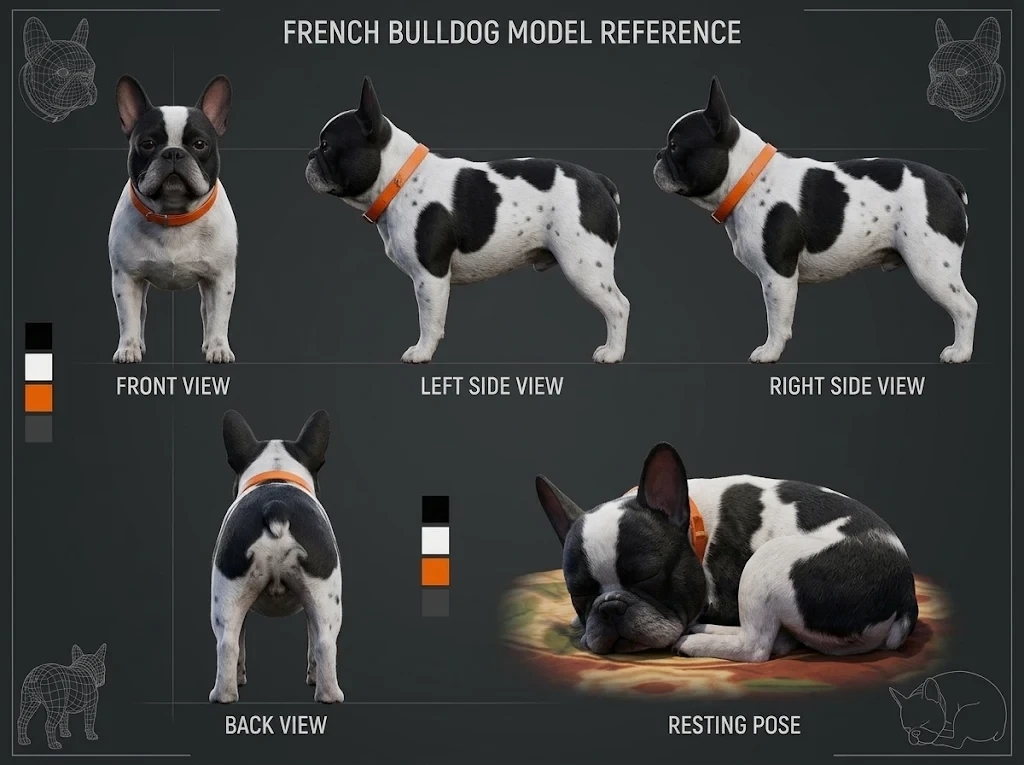 FRENCH BULLDOG MODEL REFERENCE
FRONT VIEW
LEFT SIDE VIEW
RIGHT SIDE VIEW
BACK VIEW
RESTING POSE